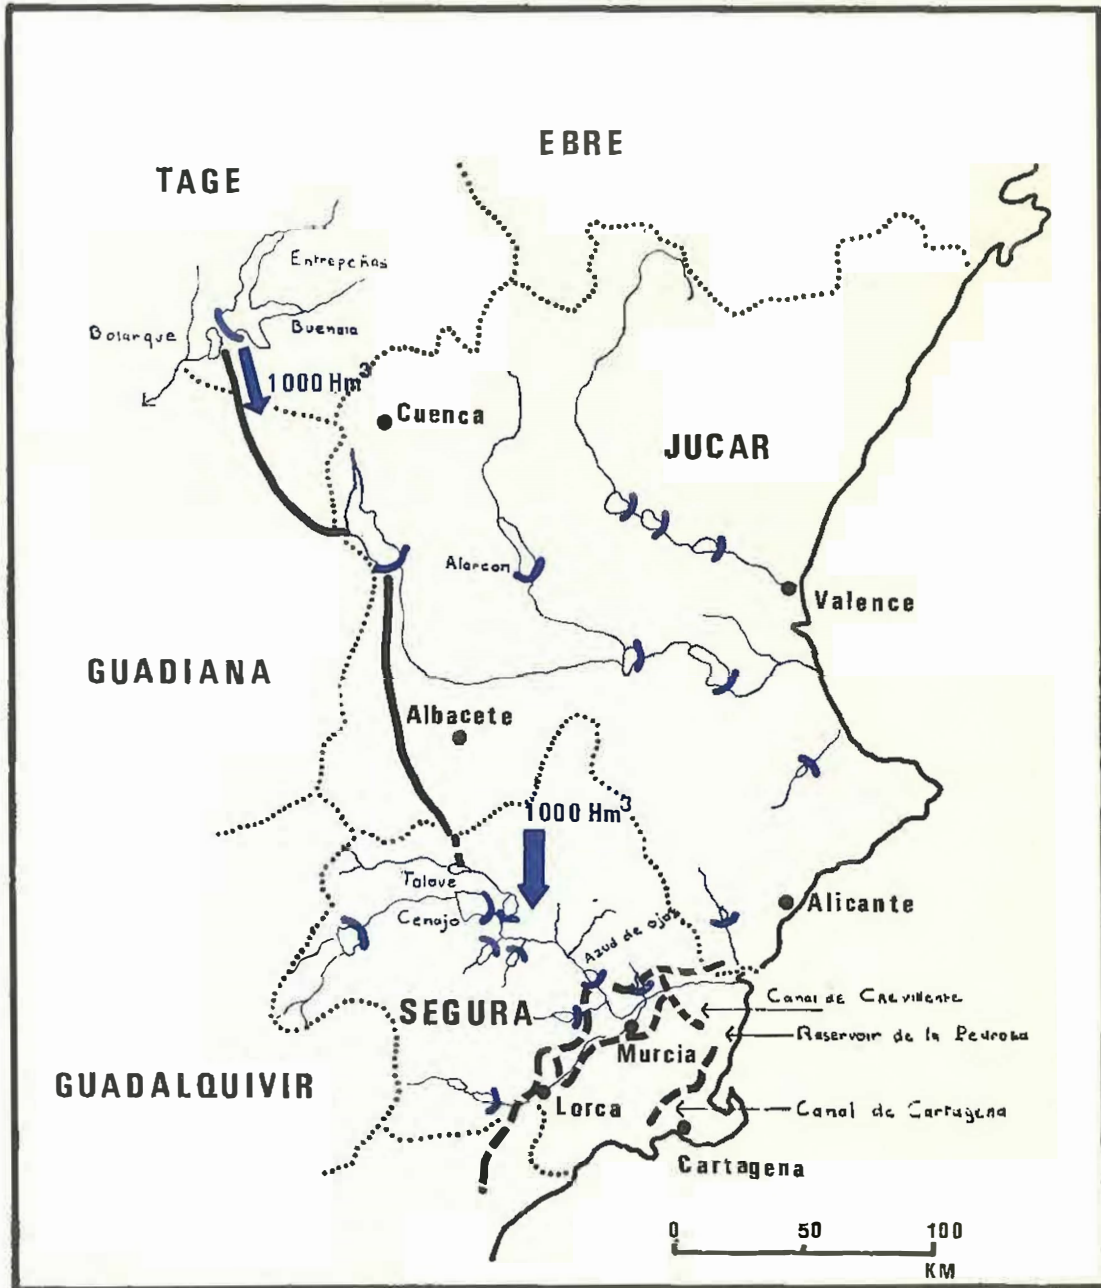 EBRE
TAGE
Entrepeñas
Bolarque
Buendia
1000 Hm³
Cuenca
JUCAR
Alarcon
Valence
GUADIANA
Albacete
1000 Hm³
Talave
Cenajo
Alicante
Azud de ojos
SEGURA
Canal de Crevillente
Reservoir de la Pedrosa
Murcia
GUADALQUIVIR
Lorca
Canal de Cartagena
Cartagena
0 50 100
KM